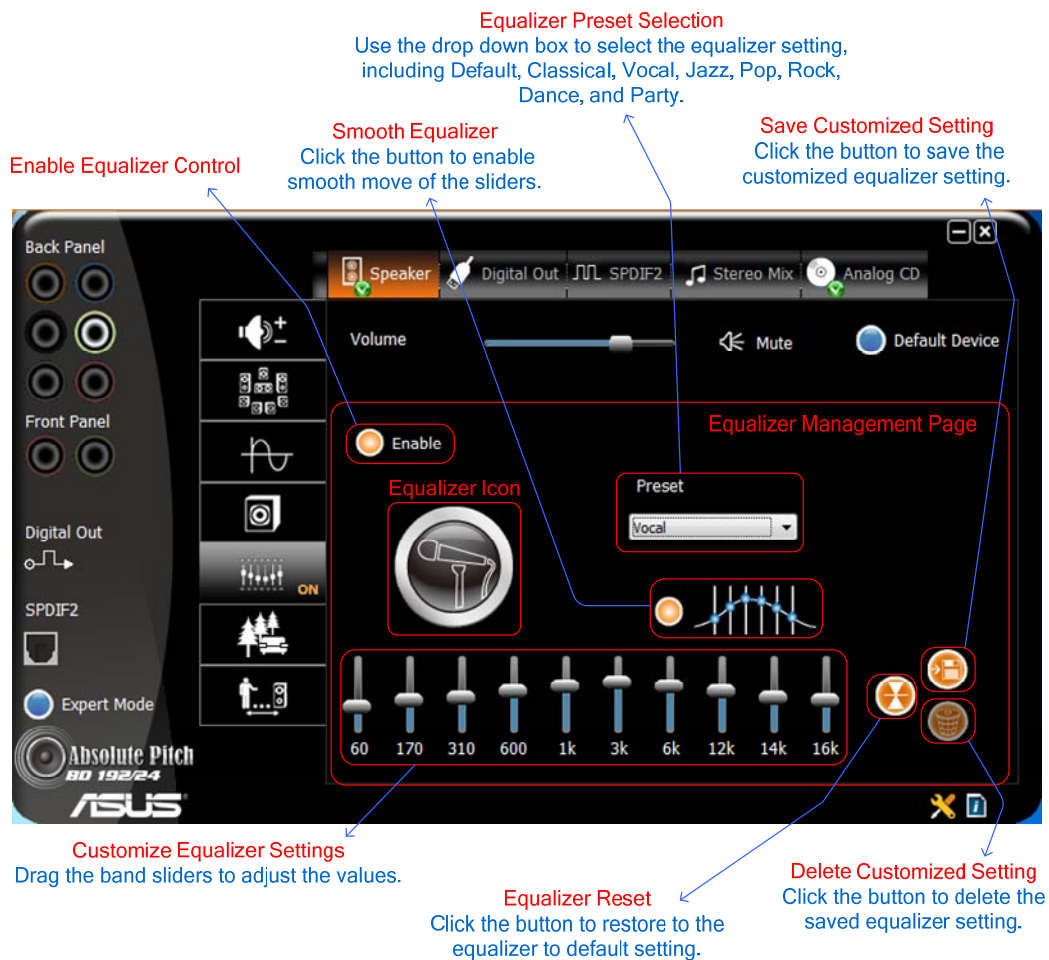 Equalizer Preset Selection
Use the drop down box to select the equalizer setting,
including Default, Classical, Vocal, Jazz, Pop, Rock,
Dance, and Party.
Smooth Equalizer
Click the button to enable
smooth move of the sliders.
Save Customized Setting
Click the button to save the
customized equalizer setting.
Enable Equalizer Control
Back Panel
Speaker
Digital Out
SPDIF2
Stereo Mix
Analog CD
Volume
Mute
Default Device
Front Panel
Equalizer Management Page
Enable
Equalizer Icon
Preset
Vocal
Digital Out
ON
SPDIF2
Expert Mode
60 170 310 600 1k 3k 6k 12k 14k 16k
Absolute Pitch
BD 192/24
ASUS
Customize Equalizer Settings
Drag the band sliders to adjust the values.
Equalizer Reset
Click the button to restore to the
equalizer to default setting.
Delete Customized Setting
Click the button to delete the
saved equalizer setting.